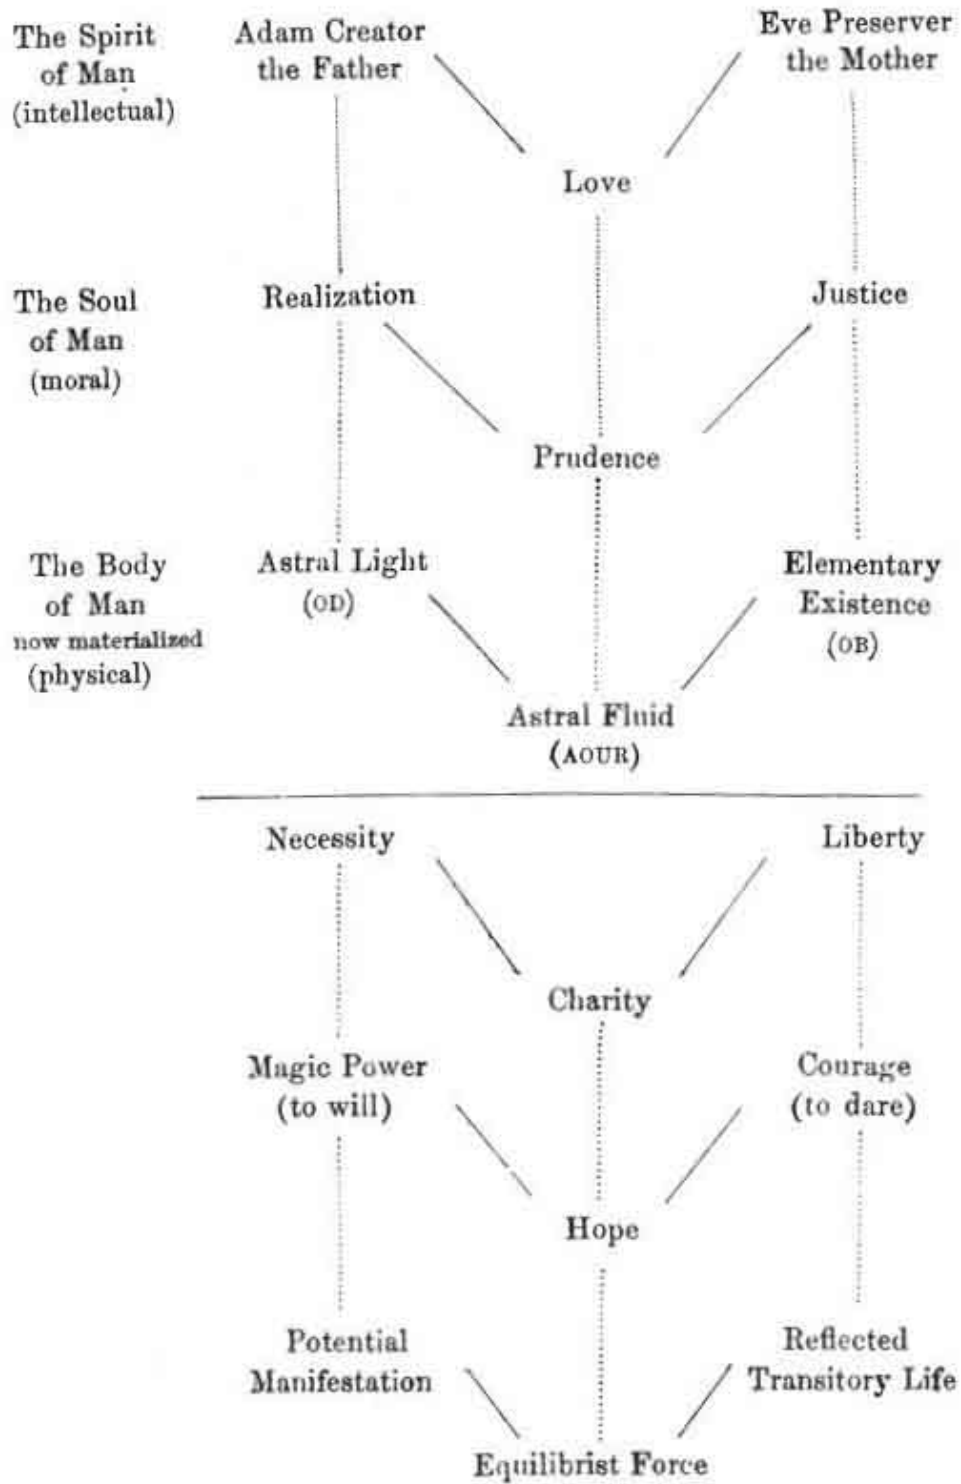 The Spirit
of Man
(intellectual)
Adam Creator
the Father
Eve Preserver
the Mother
Love
The Soul
of Man
(moral)
Realization
Justice
Prudence
The Body
of Man
now materialized
(physical)
Astral Light
(OD)
Elementary
Existence
(OB)
Astral Fluid
(AOUR)
Necessity
Liberty
Charity
Magic Power
(to will)
Courage
(to dare)
Hope
Potential
Manifestation
Reflected
Transitory Life
Equilibrist Force